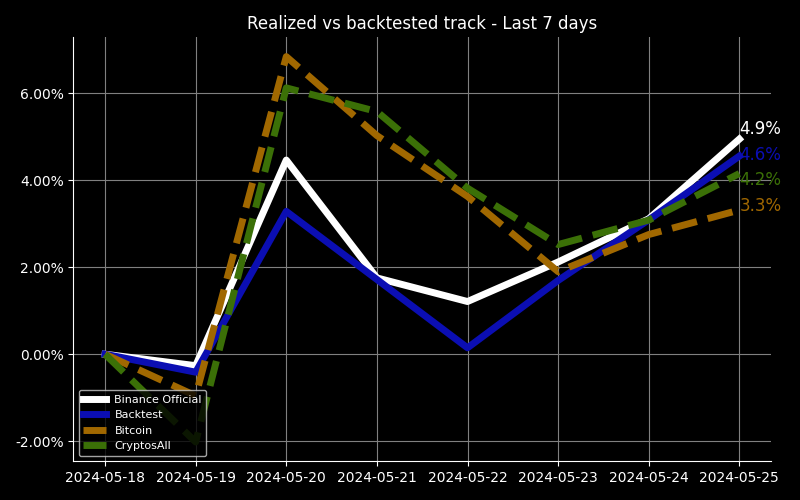 Realized vs backtested track - Last 7 days
6.00%
4.00%
2.00%
0.00%
-2.00%
4.9%
4.6%
4.2%
3.3%
Binance Official
Backtest
Bitcoin
CryptosAll
2024-05-18 2024-05-19 2024-05-20 2024-05-21 2024-05-22 2024-05-23 2024-05-24 2024-05-25